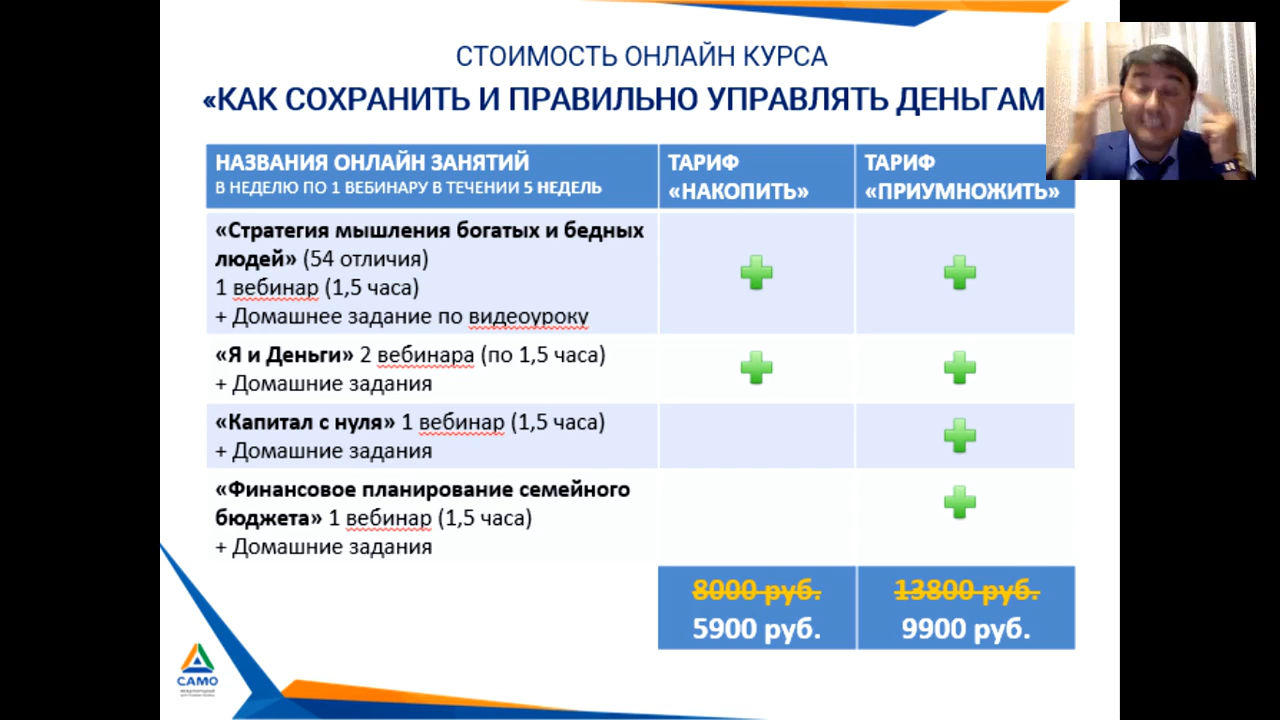 СТОИМОСТЬ ОНЛАЙН КУРСА
«КАК СОХРАНИТЬ И ПРАВИЛЬНО УПРАВЛЯТЬ ДЕНЬГАМ
НАЗВАНИЯ ОНЛАЙН ЗАНЯТИЙ
В НЕДЕЛЮ ПО 1 ВЕБИНАРУ В ТЕЧЕНИИ 5 НЕДЕЛЬ
ТАРИФ
«НАКОПИТЬ»
ТАРИФ
«ПРИУМНОЖИТЬ»
«Стратегия мышления богатых и бедных
людей» (54 отличия)
1 вебинар (1,5 часа)
+ Домашнее задание по видеоуроку
«Я и Деньги» 2 вебинара (по 1,5 часа)
+ Домашние задания
«Капитал с нуля» 1 вебинар (1,5 часа)
+ Домашние задания
«Финансовое планирование семейного
бюджета» 1 вебинар (1,5 часа)
+ Домашние задания
8000 руб.
5900 руб.
13800 руб.
9900 руб.
САМО